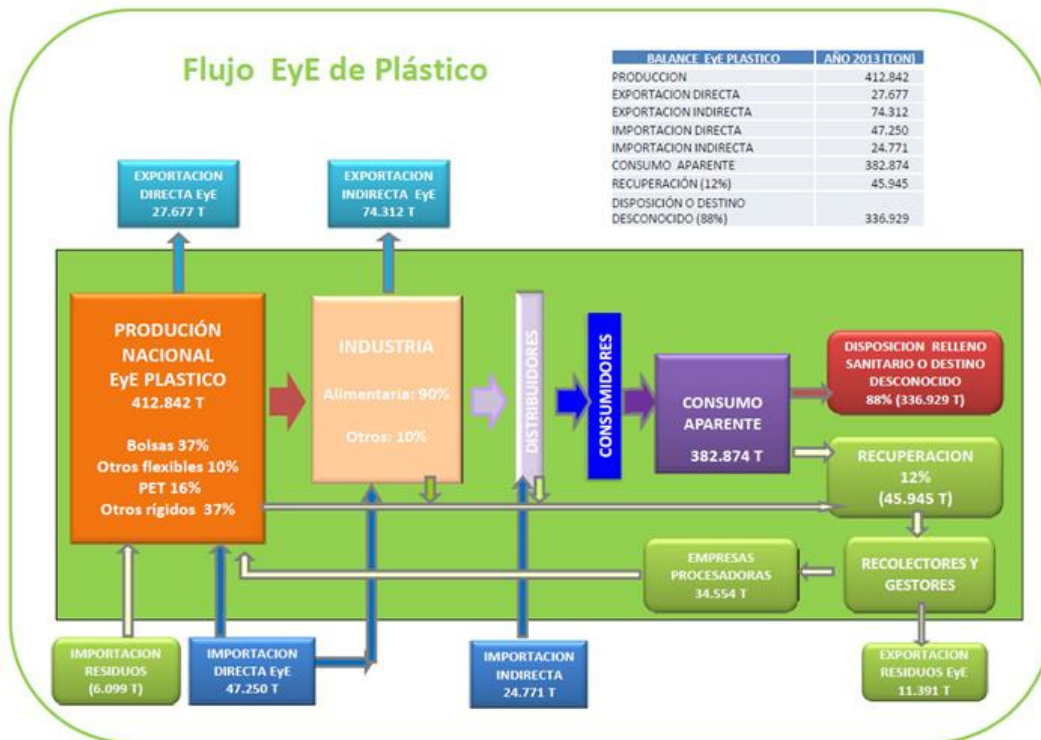 Flujo EyE de Plástico
BALANCE EyE PLASTICO AÑO 2013 (TON)
PRODUCCION 412.842
EXPORTACION DIRECTA 27.677
EXPORTACION INDIRECTA 74.312
IMPORTACION DIRECTA 47.250
IMPORTACION INDIRECTA 24.771
CONSUMO APARENTE 382.874
RECUPERACIÓN (12%) 45.945
DISPOSICIÓN O DESTINO
DESCONOCIDO (88%) 336.929
EXPORTACION
DIRECTA EyE
27.677 T
EXPORTACION
INDIRECTA EyE
74.312 T
PRODUCIÓN
NACIONAL
EyE PLASTICO
412.842 T
Bolsas 37%
Otros flexibles 10%
PET 16%
Otros rígidos 37%
INDUSTRIA
Alimentaria: 90%
Otros: 10%
DISTRIBUIDORES
CONSUMIDORES
CONSUMO
APARENTE
382.874 T
DISPOSICION RELLENO
SANITARIO O DESTINO
DESCONOCIDO
88% (336.929 T)
RECUPERACION
12%
(45.945 T)
RECOLECTORES Y
GESTORES
EMPRESAS
PROCESADORAS
34.554 T
IMPORTACION
RESIDUOS
(6.099 T)
IMPORTACION
DIRECTA EyE
47.250 T
IMPORTACION
INDIRECTA
24.771 T
EXPORTACION
RESIDUOS EyE
11.391 T